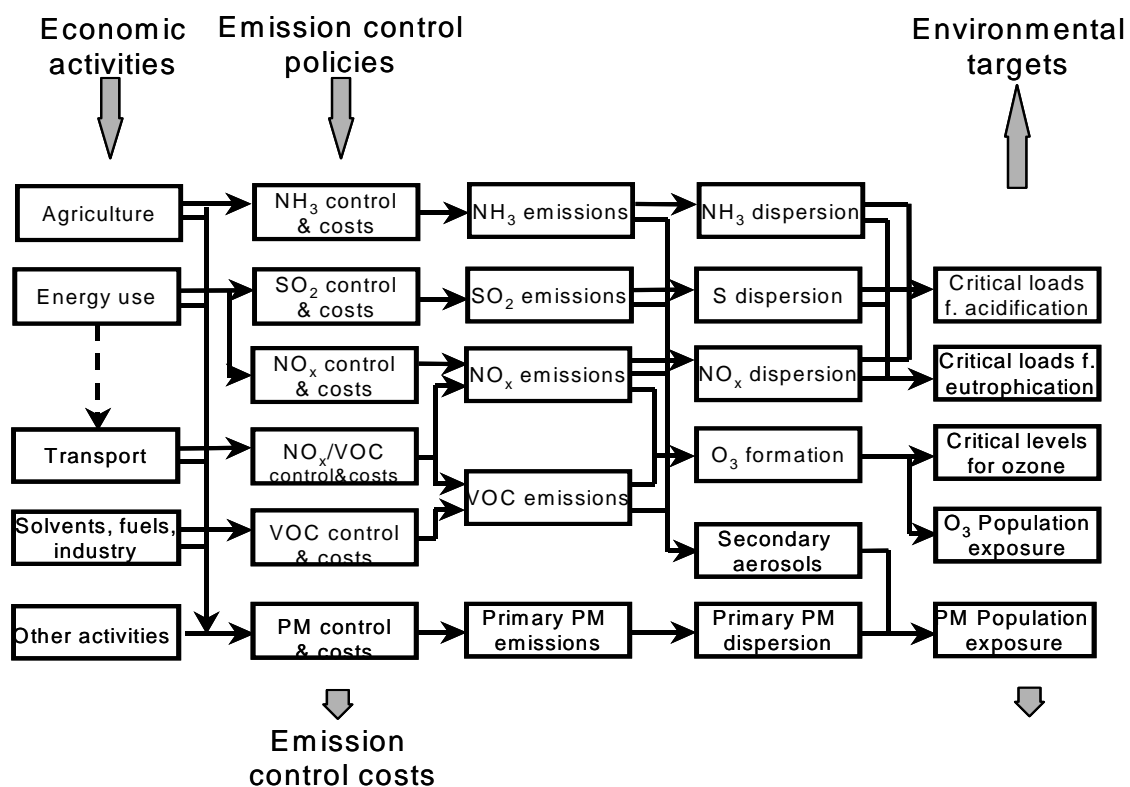 Economic
activities
Emission control
policies
Environmental
targets
Agriculture
NH₃ control
& costs
NH₃ emissions
NH₃ dispersion
Energy use
SO₂ control
& costs
SO₂ emissions
S dispersion
Critical loads
f. acidification
NOₓ control
& costs
NOₓ emissions
NOₓ dispersion
Critical loads f.
eutrophication
Transport
NOₓ/VOC
control&costs
O₃ formation
Critical levels
for ozone
VOC emissions
Solvents, fuels,
industry
VOC control
& costs
Secondary
aerosols
O₃ Population
exposure
Other activities
PM control
& costs
Primary PM
emissions
Primary PM
dispersion
PM Population
exposure
Emission
control costs